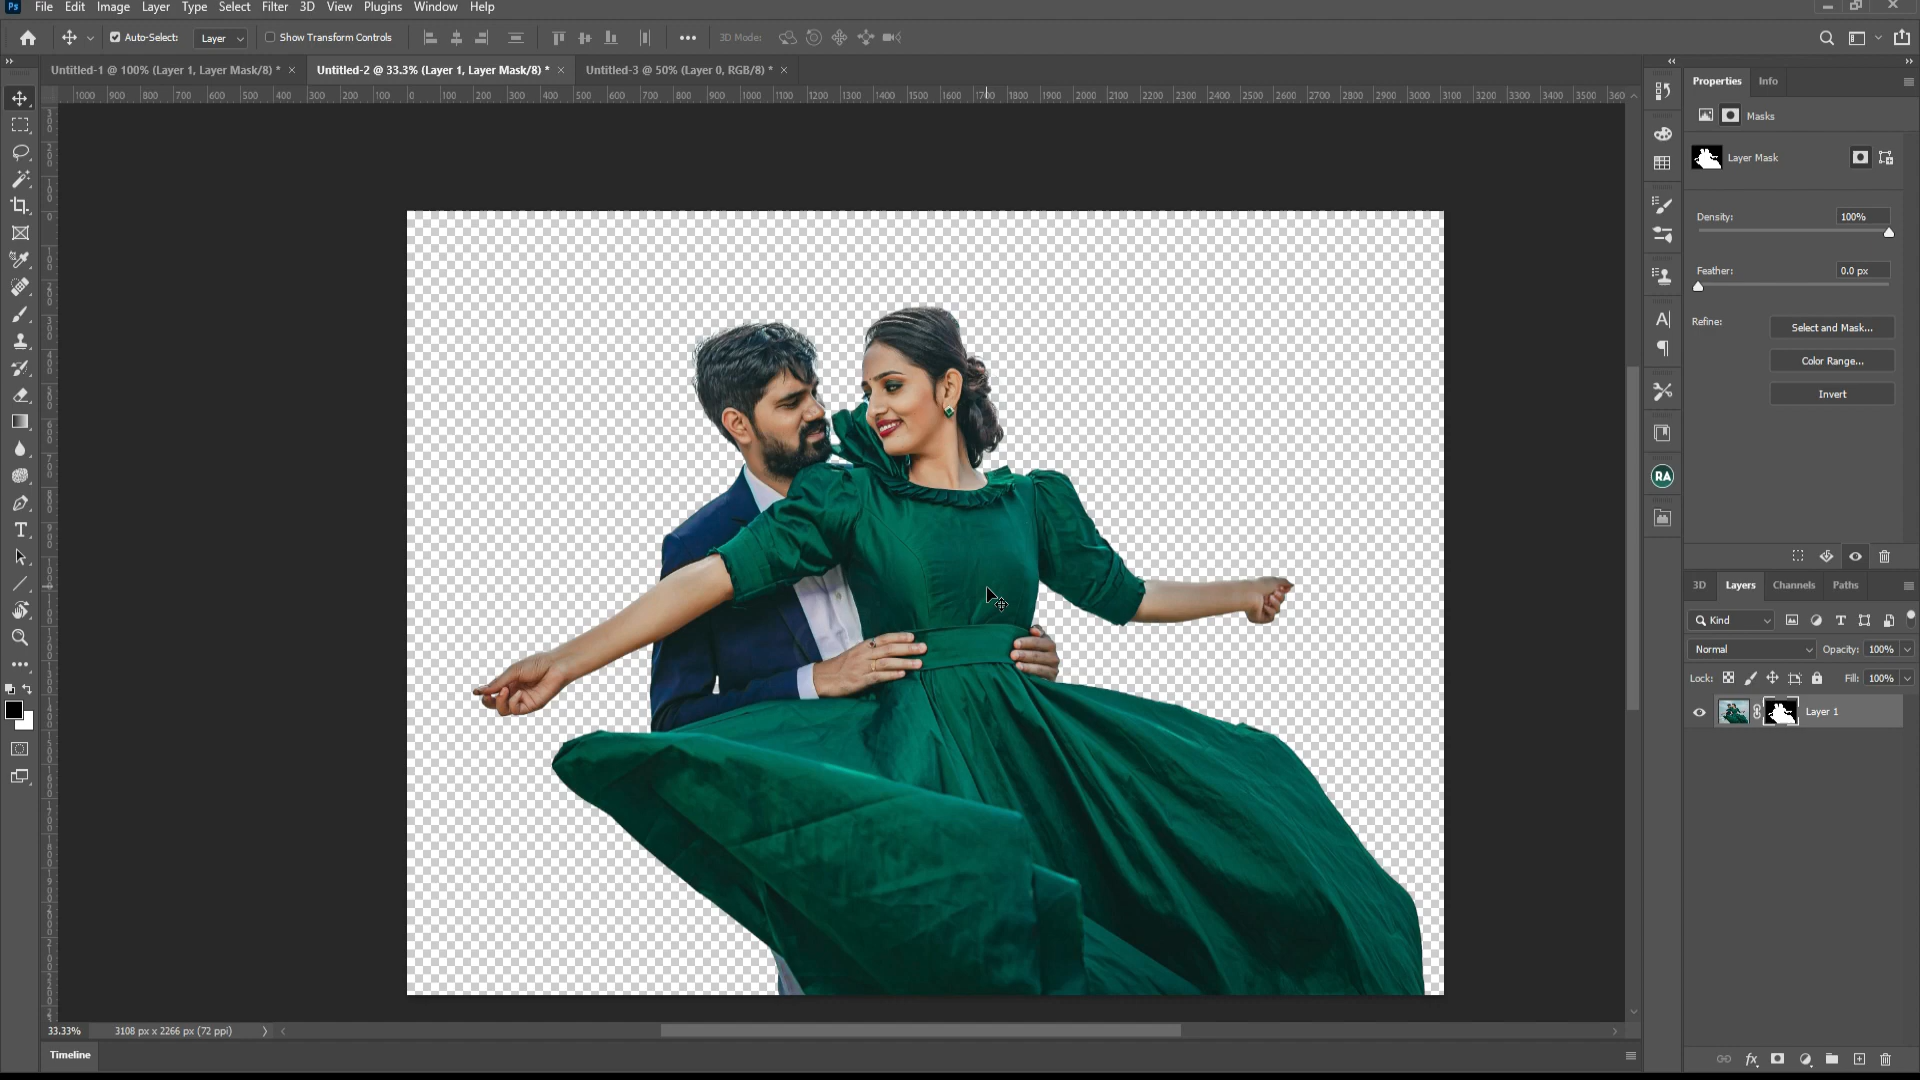 Ps File Edit Image Layer Type Select Filter 3D View Plugins Window Help
Auto-Select: Layer Show Transform Controls 3D Mode:
Untitled-1 @ 100% (Layer 1, Layer Mask/8) * Untitled-2 @ 33.3% (Layer 1, Layer Mask/8) * Untitled-3 @ 50% (Layer 0, RGB/8) *
1000 900 800 700 600 500 400 300 200 100 0 100 200 300 400 500 600 700 800 900 1000 1100 1200 1300 1400 1500 1600 1700 1800 1900 2000 2100 2200 2300 2400 2500 2600 2700 2800 2900 3000 3100 3200 3300 3400 3500 360
Properties Info
Masks
Layer Mask
Density: 100%
Feather: 0.0 px
Refine: Select and Mask...
Color Range...
Invert
RA
3D Layers Channels Paths
Kind
Normal Opacity: 100%
Lock: Fill: 100%
Layer 1
33.33% 3108 px x 2266 px (72 ppi)
Timeline
fx